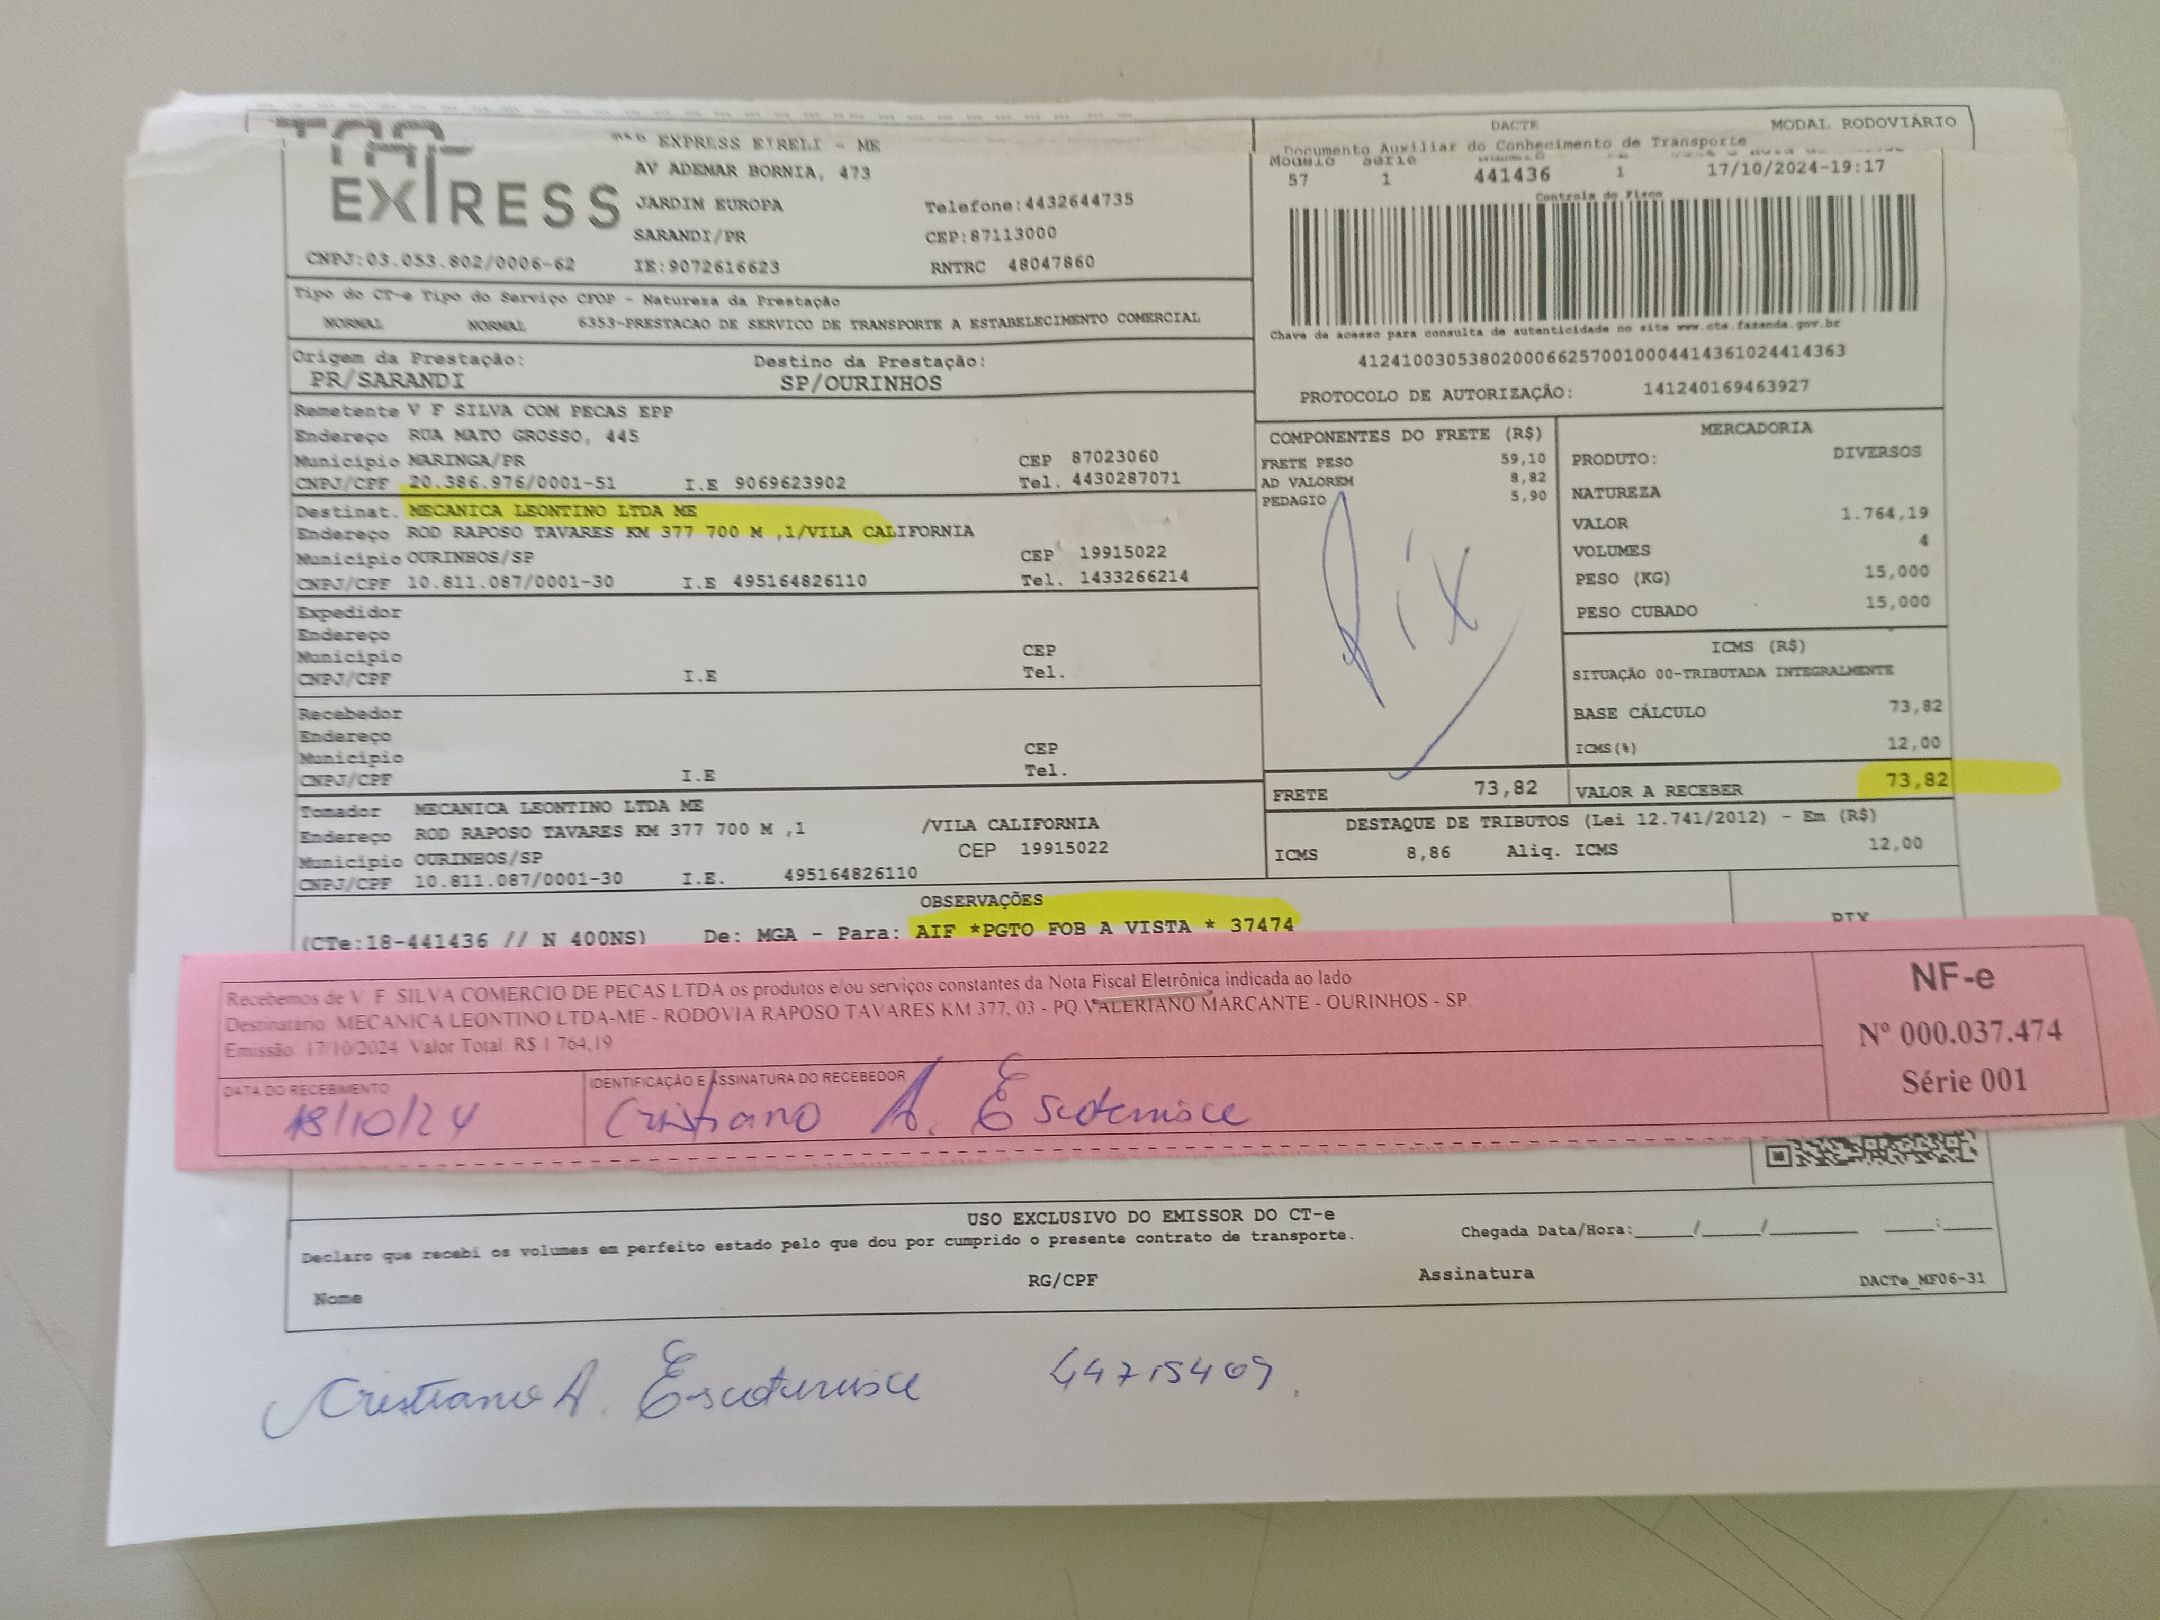 EXPRESS
EXPRESS EIRELI - ME
AV ADEMAR BORNIA, 473
JARDIN EUROPA Telefone:4432644735
SARANDI/PR CEP:87113000
CNPJ:03.053.802/0006-62 IE:9072616623 RNTRC 48047860
DACTE MODAL RODOVIÁRIO
Documento Auxiliar do Conhecimento de Transporte
Modelo Série
57 1 441436 1 17/10/2024-19:17
Controle do Fisco
Chave de acesso para consulta de autenticidade no site www.cte.fazenda.gov.br
41241003053802000662570010004414361024414363
PROTOCOLO DE AUTORIZAÇÃO: 141240169463927
Tipo do CT-e Tipo do Serviço CFOP - Natureza da Prestação
NORMAL NORMAL 6353-PRESTACAO DE SERVICO DE TRANSPORTE A ESTABELECIMENTO COMERCIAL
Origem da Prestação: Destino da Prestação:
PR/SARANDI SP/OURINHOS
Remetente V F SILVA COM PECAS EPP
Endereço RUA MATO GROSSO, 445
Município MARINGA/PR CEP 87023060
CNPJ/CPF 20.386.976/0001-51 I.E 9069623902 Tel. 4430287071
Destinat. MECANICA LEONTINO LTDA ME
Endereço ROD RAPOSO TAVARES KM 377 700 M ,1/VILA CALIFORNIA
Município OURINHOS/SP CEP 19915022
CNPJ/CPF 10.811.087/0001-30 I.E 495164826110 Tel. 1433266214
Expedidor
Endereço
Município CEP
CNPJ/CPF I.E Tel.
Recebedor
Endereço
Município CEP
CNPJ/CPF I.E Tel.
Tomador MECANICA LEONTINO LTDA ME
Endereço ROD RAPOSO TAVARES KM 377 700 M ,1 /VILA CALIFORNIA
Município OURINHOS/SP CEP 19915022
CNPJ/CPF 10.811.087/0001-30 I.E. 495164826110
COMPONENTES DO FRETE (R$)
FRETE PESO 59,10
AD VALOREM 8,82
PEDAGIO 5,90
Pix
MERCADORIA
PRODUTO: DIVERSOS
NATUREZA
VALOR 1.764,19
VOLUMES 4
PESO (KG) 15,000
PESO CUBADO 15,000
ICMS (R$)
SITUAÇÃO 00-TRIBUTADA INTEGRALMENTE
BASE CÁLCULO 73,82
ICMS(%) 12,00
FRETE 73,82 VALOR A RECEBER 73,82
DESTAQUE DE TRIBUTOS (Lei 12.741/2012) - Em (R$)
ICMS 8,86 Aliq. ICMS 12,00
OBSERVAÇÕES
(CTe:18-441436 // N 400NS) De: MGA - Para: AIF *PGTO FOB A VISTA * 37474
Recebemos de V. F. SILVA COMERCIO DE PECAS LTDA os produtos e/ou serviços constantes da Nota Fiscal Eletrônica indicada ao lado.
Destinatário: MECANICA LEONTINO LTDA-ME - RODOVIA RAPOSO TAVARES KM 377, 03 - PQ.VALERIANO MARCANTE - OURINHOS - SP.
Emissão: 17/10/2024 Valor Total: R$ 1.764,19
DATA DO RECEBIMENTO IDENTIFICAÇÃO E ASSINATURA DO RECEBEDOR
18/10/24 Cristiano A.
NF-e
Nº 000.037.474
Série 001
USO EXCLUSIVO DO EMISSOR DO CT-e
Declaro que recebi os volumes em perfeito estado pelo que dou por cumprido o presente contrato de transporte. Chegada Data/Hora:_____/_____/________ ____:____
Nome RG/CPF Assinatura DACTe_MF06-31
Cristiano A. 44715409